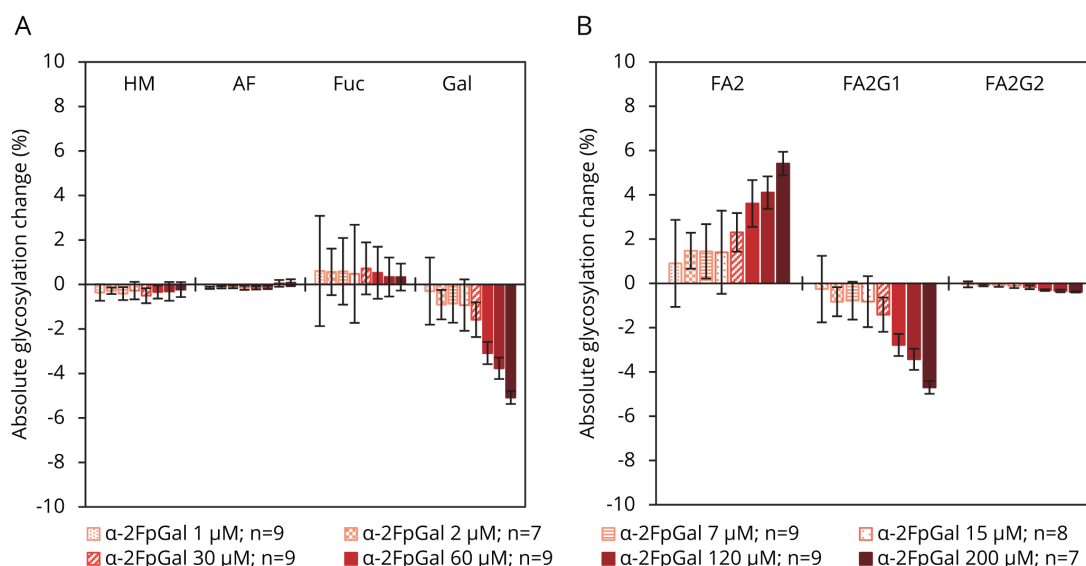 A
B
Absolute glycosylation change (%)
10
8
6
4
2
0
-2
-4
-6
-8
-10
HM AF Fuc Gal
Absolute glycosylation change (%)
10
8
6
4
2
0
-2
-4
-6
-8
-10
FA2 FA2G1 FA2G2
α-2FpGal 1 μM; n=9 α-2FpGal 2 μM; n=7 α-2FpGal 7 μM; n=9 α-2FpGal 15 μM; n=8
α-2FpGal 30 μM; n=9 α-2FpGal 60 μM; n=9 α-2FpGal 120 μM; n=9 α-2FpGal 200 μM; n=7